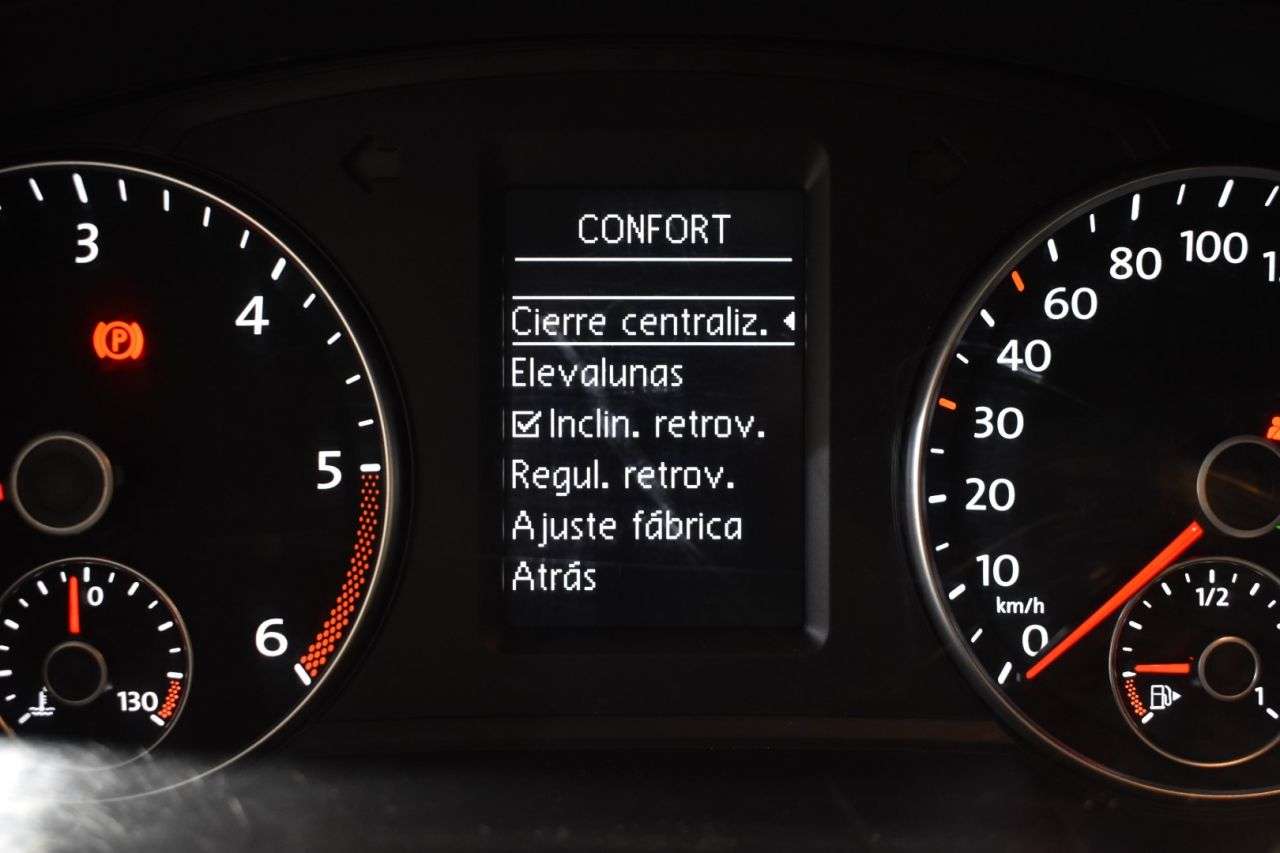 CONFORT
Cierre centraliz.
Elevalunas
Inclin. retrov.
Regul. retrov.
Ajuste fábrica
Atrás
3
4
5
6
P
0
130
100
80
60
40
30
20
10
km/h
0
1/2
1